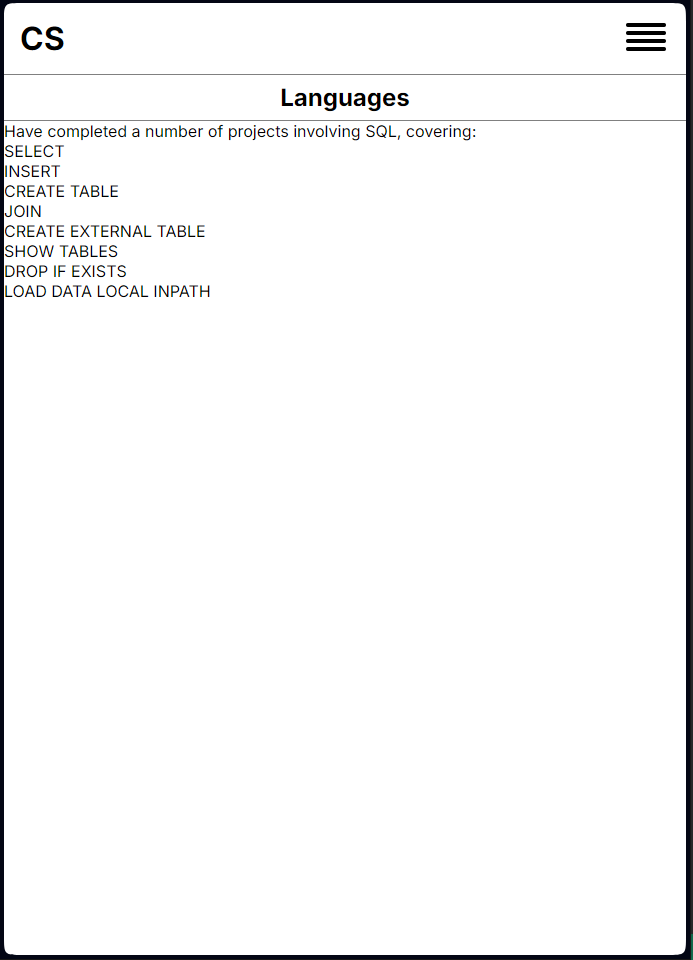 CS
Languages
Have completed a number of projects involving SQL, covering:
SELECT
INSERT
CREATE TABLE
JOIN
CREATE EXTERNAL TABLE
SHOW TABLES
DROP IF EXISTS
LOAD DATA LOCAL INPATH